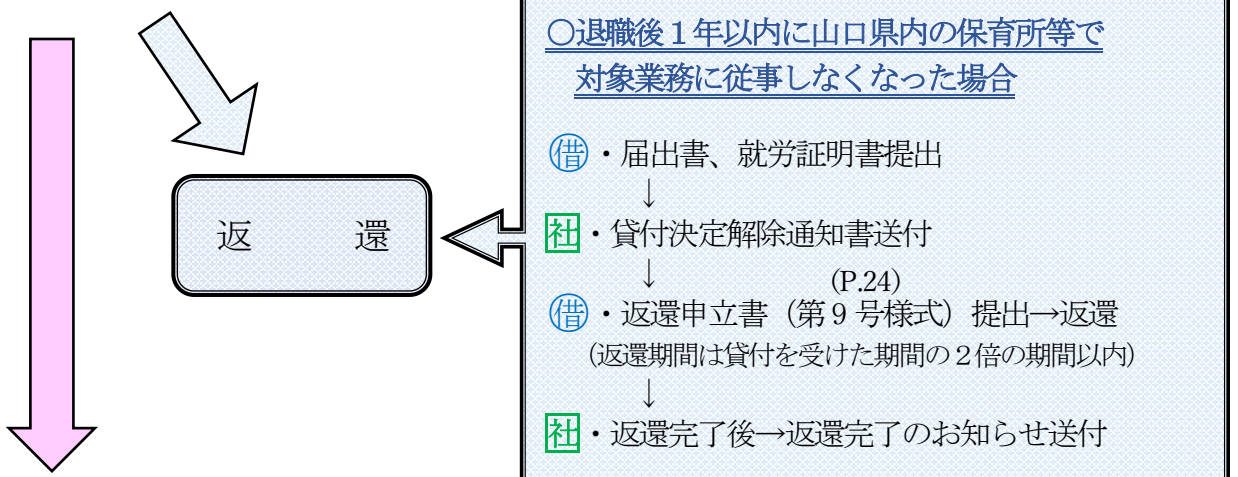 ○退職後１年以内に山口県内の保育所等で
対象業務に従事しなくなった場合
借・届出書、就労証明書提出
↓
返　　還
社・貸付決定解除通知書送付
↓　(P.24)
借・返還申立書（第９号様式）提出→返還
（返還期間は貸付を受けた期間の２倍の期間以内）
↓
社・返還完了後→返還完了のお知らせ送付